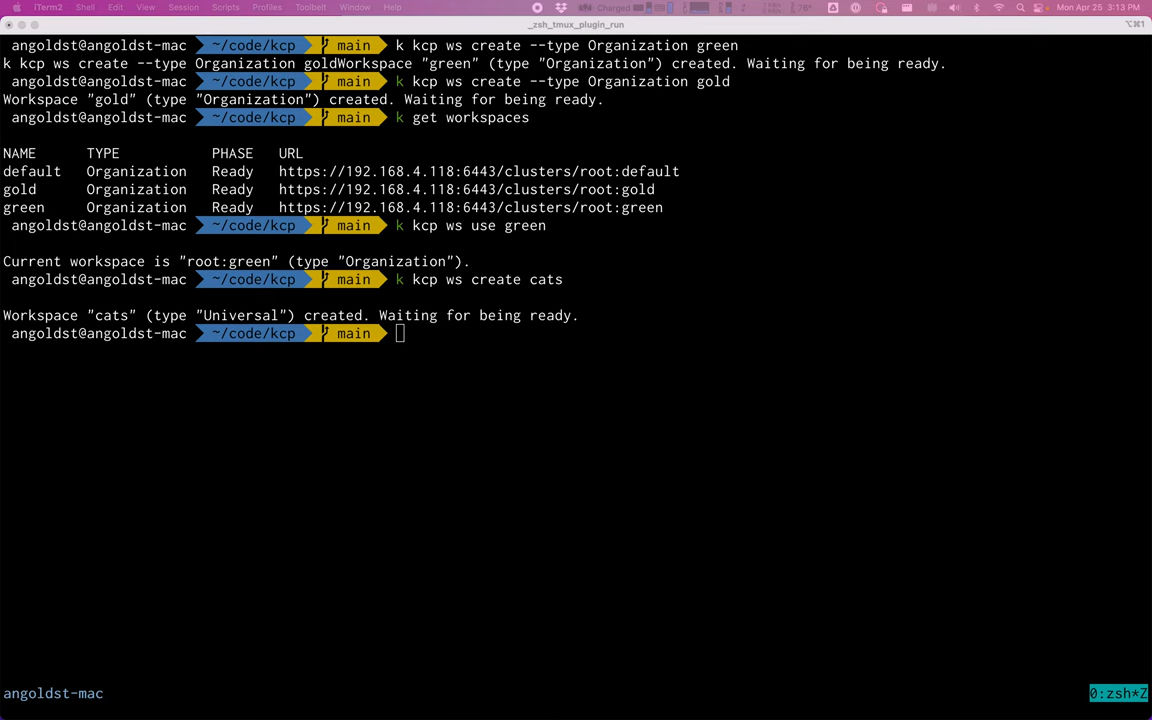 iTerm2 Shell Edit View Session Scripts Profiles Toolbelt Window Help Charged 76° Mon Apr 25 3:13 PM
_zsh_tmux_plugin_run ⌥⌘1
angoldst@angoldst-mac ~/code/kcp main k kcp ws create --type Organization green
k kcp ws create --type Organization goldWorkspace "green" (type "Organization") created. Waiting for being ready.
angoldst@angoldst-mac ~/code/kcp main k kcp ws create --type Organization gold
Workspace "gold" (type "Organization") created. Waiting for being ready.
angoldst@angoldst-mac ~/code/kcp main k get workspaces
NAME TYPE PHASE URL
default Organization Ready https://192.168.4.118:6443/clusters/root:default
gold Organization Ready https://192.168.4.118:6443/clusters/root:gold
green Organization Ready https://192.168.4.118:6443/clusters/root:green
angoldst@angoldst-mac ~/code/kcp main k kcp ws use green
Current workspace is "root:green" (type "Organization").
angoldst@angoldst-mac ~/code/kcp main k kcp ws create cats
Workspace "cats" (type "Universal") created. Waiting for being ready.
angoldst@angoldst-mac ~/code/kcp main
angoldst-mac 0:zsh*Z